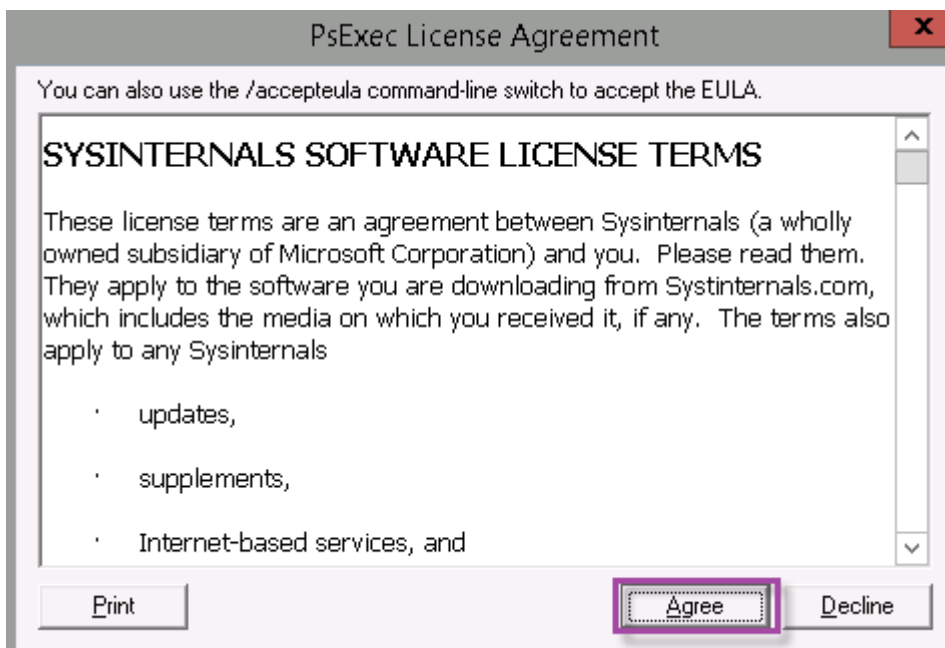 PsExec License Agreement
x
You can also use the /accepteula command-line switch to accept the EULA.
SYSINTERNALS SOFTWARE LICENSE TERMS
These license terms are an agreement between Sysinternals (a wholly
owned subsidiary of Microsoft Corporation) and you.  Please read them.
They apply to the software you are downloading from Systinternals.com,
which includes the media on which you received it, if any.  The terms also
apply to any Sysinternals
· updates,
· supplements,
· Internet-based services, and
Print Agree Decline